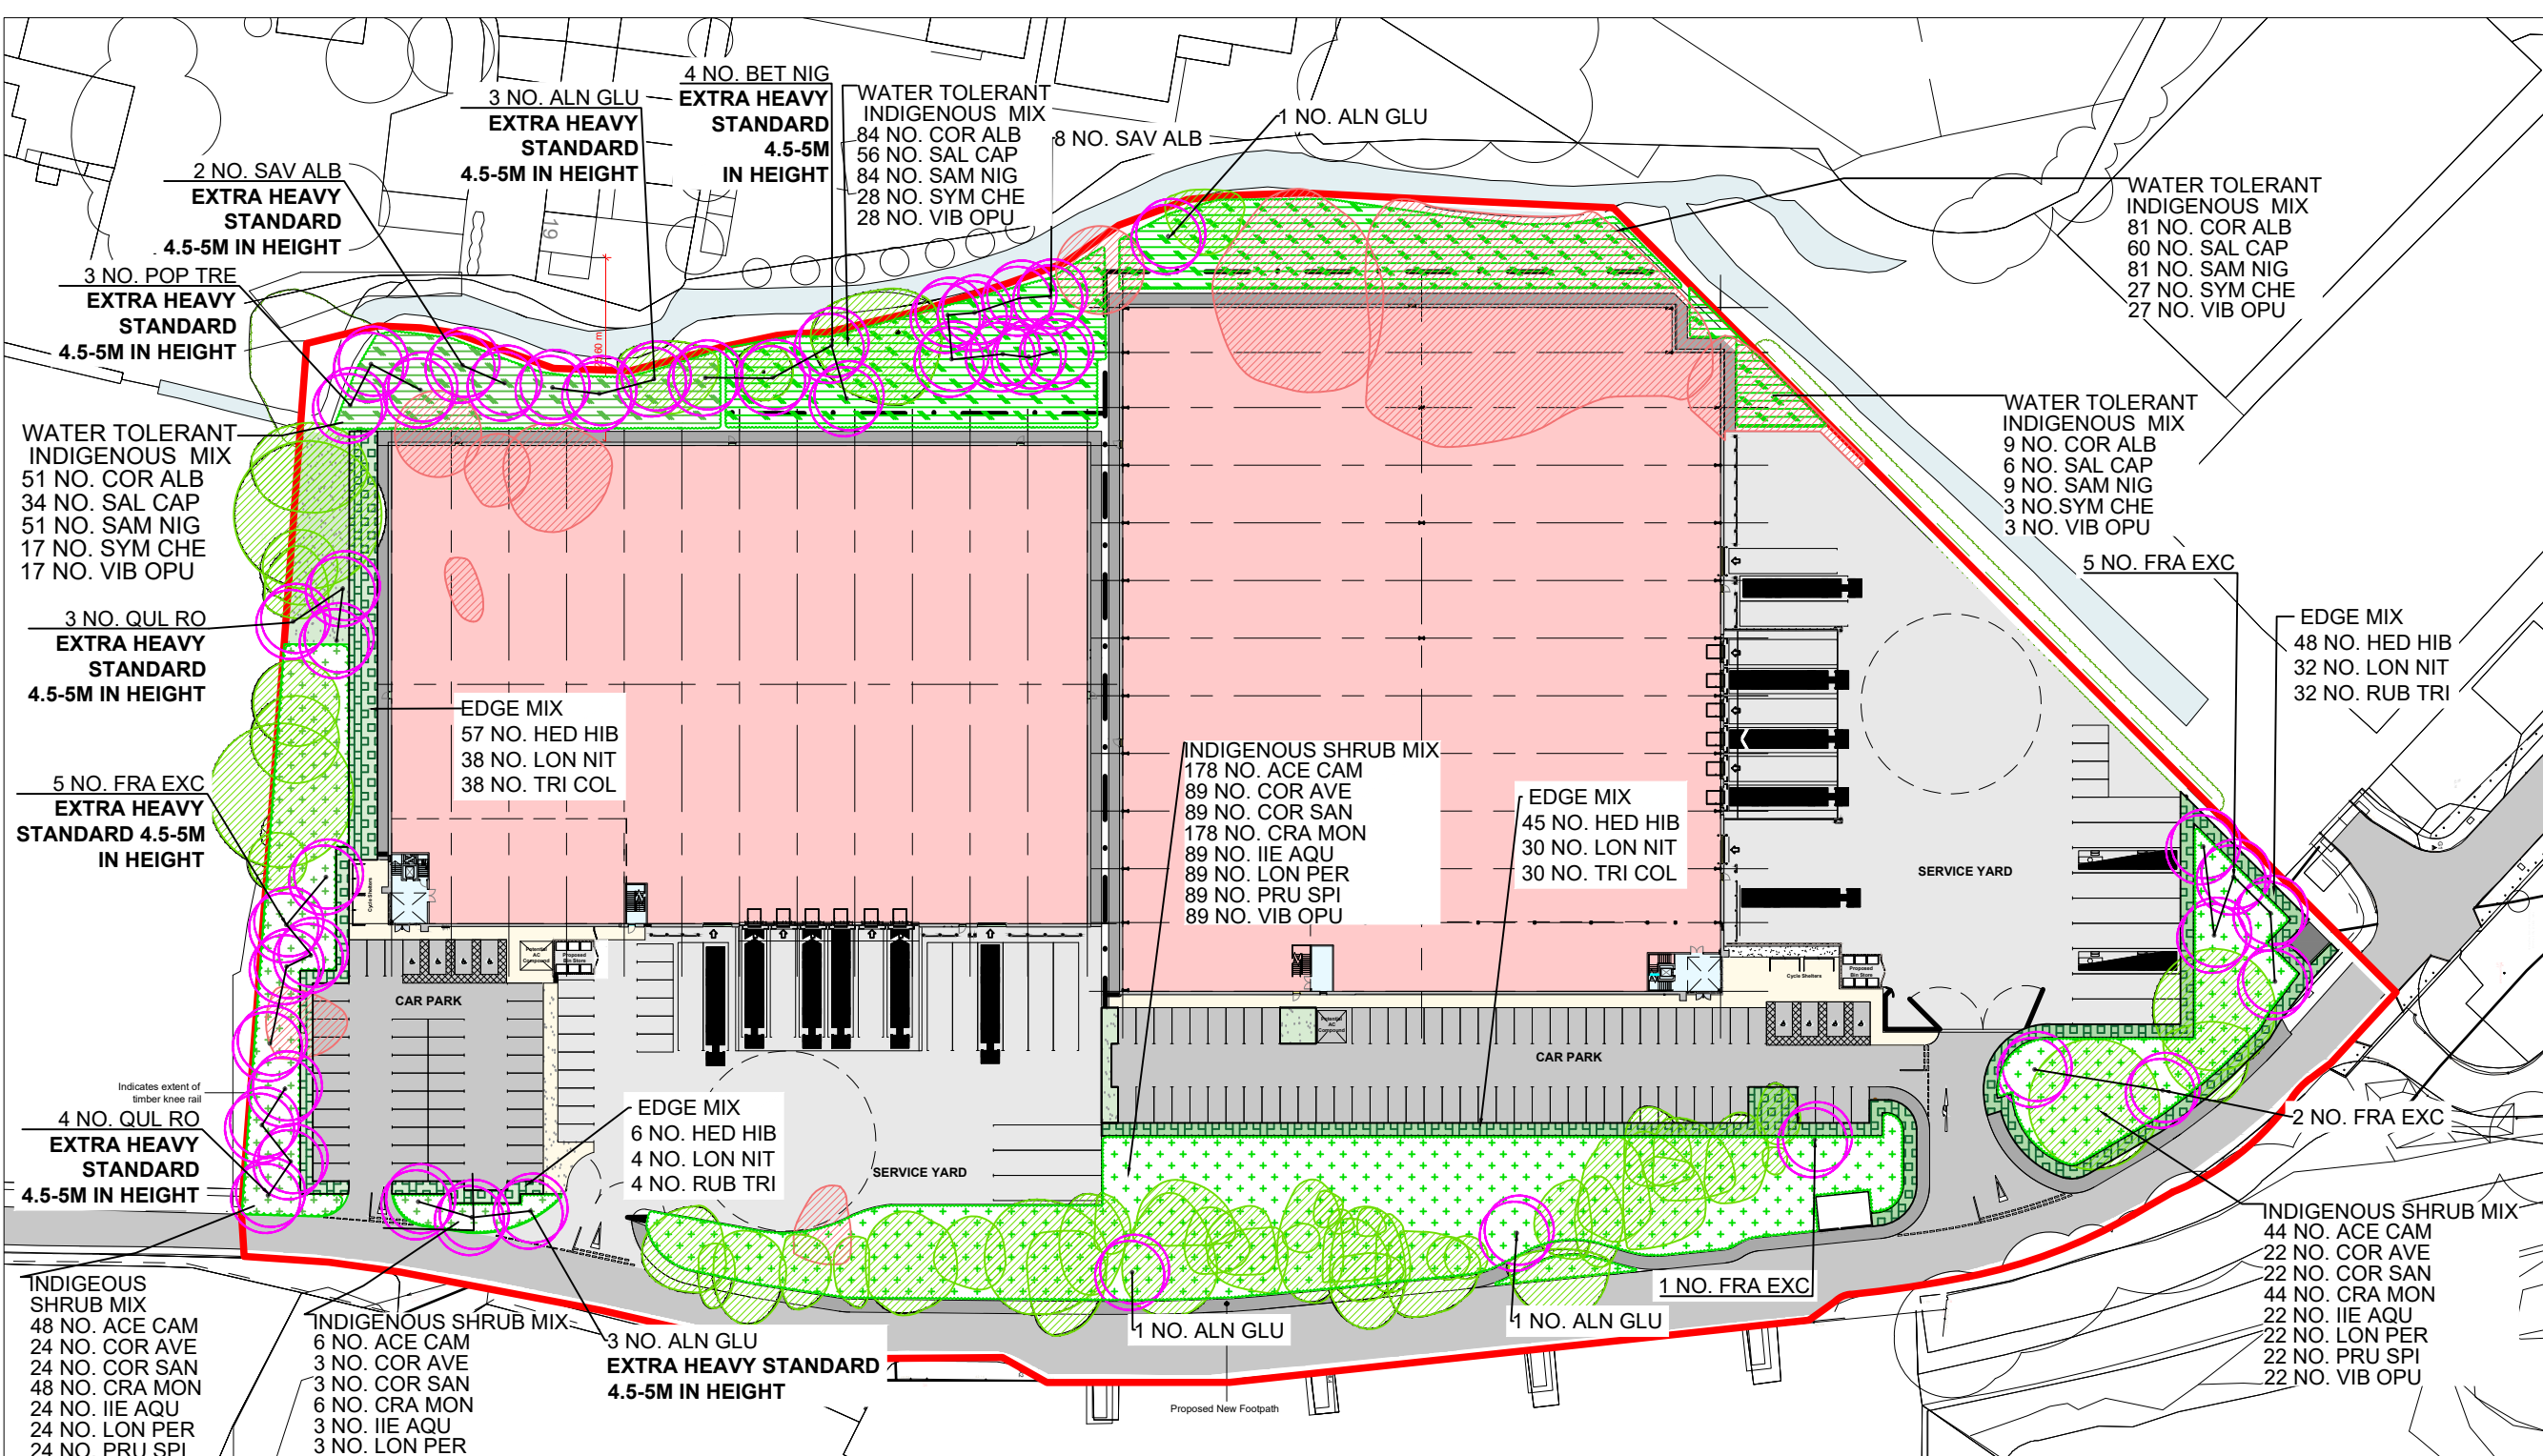 4 NO. BET NIG
EXTRA HEAVY
STANDARD
4.5-5M
IN HEIGHT
3 NO. ALN GLU
EXTRA HEAVY
STANDARD
4.5-5M IN HEIGHT
WATER TOLERANT
INDIGENOUS MIX
84 NO. COR ALB
56 NO. SAL CAP
84 NO. SAM NIG
28 NO. SYM CHE
28 NO. VIB OPU
8 NO. SAV ALB
1 NO. ALN GLU
2 NO. SAV ALB
EXTRA HEAVY
STANDARD
4.5-5M IN HEIGHT
WATER TOLERANT
INDIGENOUS MIX
81 NO. COR ALB
60 NO. SAL CAP
81 NO. SAM NIG
27 NO. SYM CHE
27 NO. VIB OPU
19
3 NO. POP TRE
EXTRA HEAVY
STANDARD
4.5-5M IN HEIGHT
WATER TOLERANT
INDIGENOUS MIX
9 NO. COR ALB
6 NO. SAL CAP
9 NO. SAM NIG
3 NO.SYM CHE
3 NO. VIB OPU
WATER TOLERANT
INDIGENOUS MIX
51 NO. COR ALB
34 NO. SAL CAP
51 NO. SAM NIG
17 NO. SYM CHE
17 NO. VIB OPU
5 NO. FRA EXC
3 NO. QUL RO
EXTRA HEAVY
STANDARD
4.5-5M IN HEIGHT
EDGE MIX
48 NO. HED HIB
32 NO. LON NIT
32 NO. RUB TRI
EDGE MIX
57 NO. HED HIB
38 NO. LON NIT
38 NO. TRI COL
INDIGENOUS SHRUB MIX
178 NO. ACE CAM
89 NO. COR AVE
89 NO. COR SAN
178 NO. CRA MON
89 NO. IIE AQU
89 NO. LON PER
89 NO. PRU SPI
89 NO. VIB OPU
EDGE MIX
45 NO. HED HIB
30 NO. LON NIT
30 NO. TRI COL
5 NO. FRA EXC
EXTRA HEAVY
STANDARD 4.5-5M
IN HEIGHT
SERVICE YARD
Cycle Shelters
Potential
AC
Compound
Proposed
Bin Store
Cycle Shelters
Proposed
Bin Store
CAR PARK
Potential
AC
Compound
CAR PARK
Indicates extent of
timber knee rail
4 NO. QUL RO
EXTRA HEAVY
STANDARD
4.5-5M IN HEIGHT
EDGE MIX
6 NO. HED HIB
4 NO. LON NIT
4 NO. RUB TRI
SERVICE YARD
2 NO. FRA EXC
INDIGENOUS SHRUB MIX
44 NO. ACE CAM
22 NO. COR AVE
22 NO. COR SAN
44 NO. CRA MON
22 NO. IIE AQU
22 NO. LON PER
22 NO. PRU SPI
22 NO. VIB OPU
INDIGEOUS
SHRUB MIX
48 NO. ACE CAM
24 NO. COR AVE
24 NO. COR SAN
48 NO. CRA MON
24 NO. IIE AQU
24 NO. LON PER
24 NO. PRU SPI
INDIGENOUS SHRUB MIX
6 NO. ACE CAM
3 NO. COR AVE
3 NO. COR SAN
6 NO. CRA MON
3 NO. IIE AQU
3 NO. LON PER
3 NO. ALN GLU
EXTRA HEAVY STANDARD
4.5-5M IN HEIGHT
1 NO. ALN GLU
1 NO. ALN GLU
1 NO. FRA EXC
Proposed New Footpath